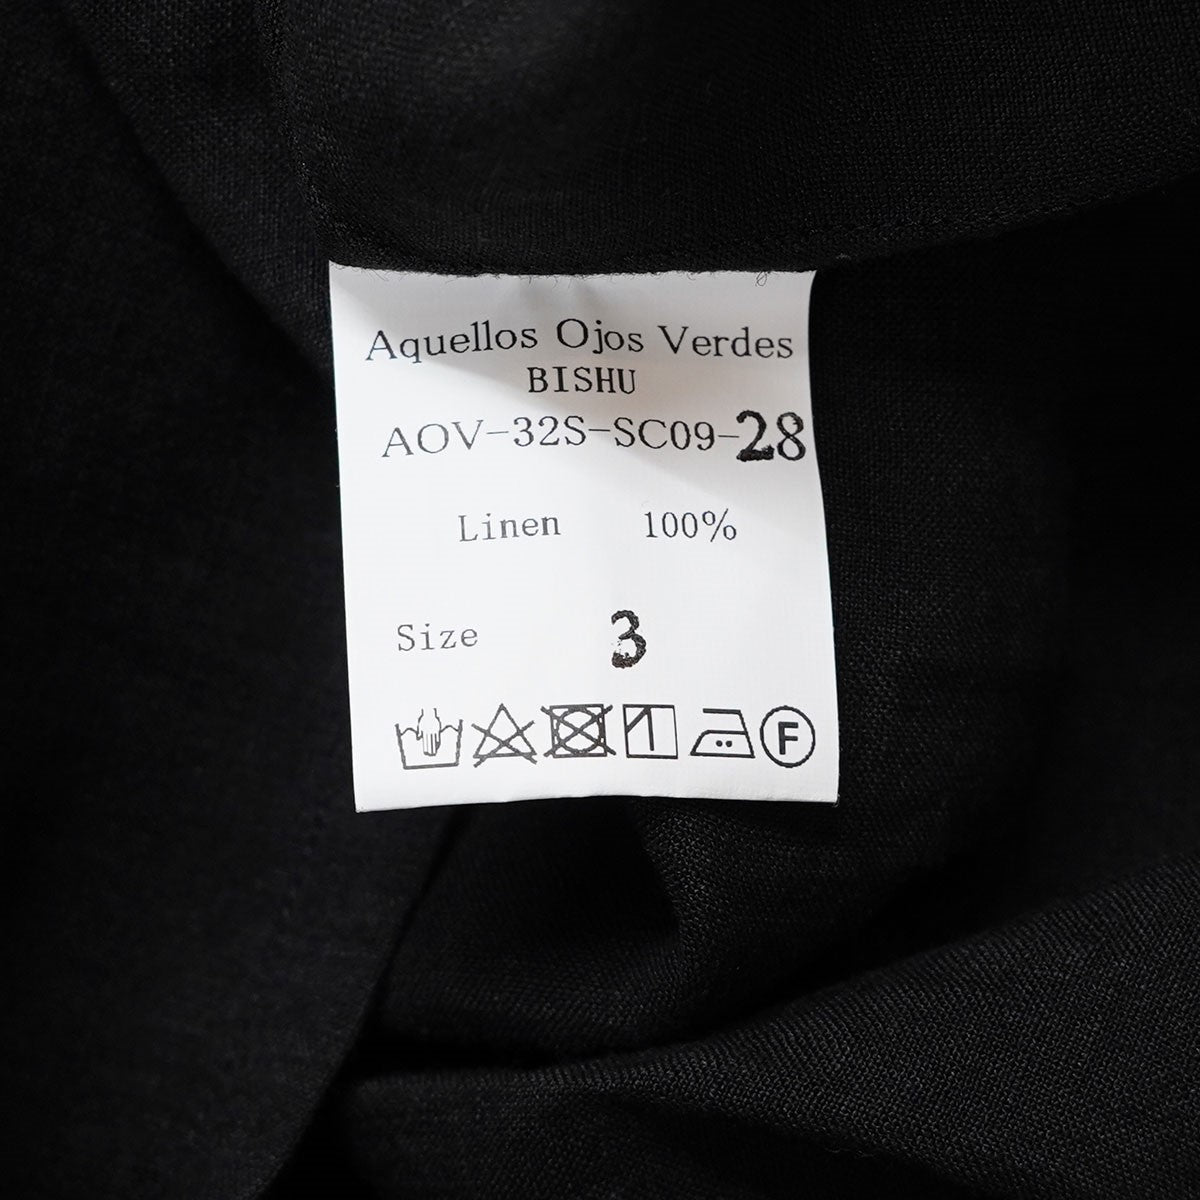 Aquellos Ojos Verdes
BISHU
AOV-32S-SC09-28
Linen 100%
Size 3
F